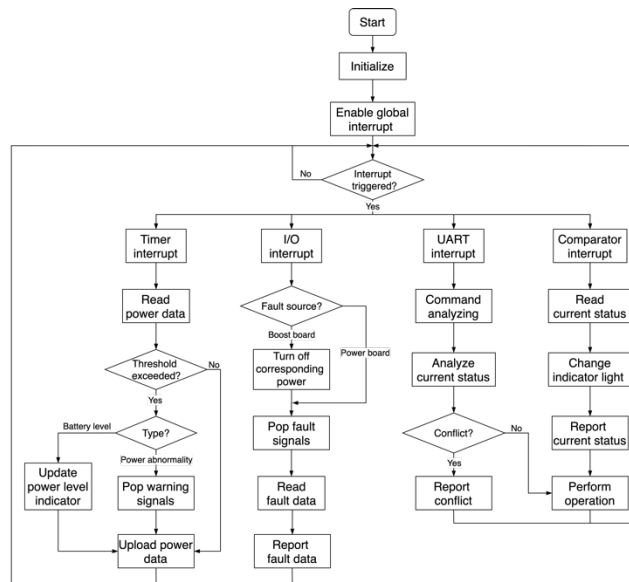 Start
Initialize
Enable global
interrupt
No
Interrupt
triggered?
Yes
Timer
interrupt
I/O
interrupt
UART
interrupt
Comparator
interrupt
Read
power data
Fault source?
Command
analyzing
Read
current status
Boost board
Power board
Threshold
exceeded?
No
Turn off
corresponding
power
Analyze
current status
Change
indicator light
Yes
Battery level
Type?
Pop fault
signals
Conflict?
No
Report
current status
Power abnormality
Yes
Update
power level
indicator
Pop warning
signals
Read
fault data
Report
conflict
Perform
operation
Upload power
data
Report
fault data